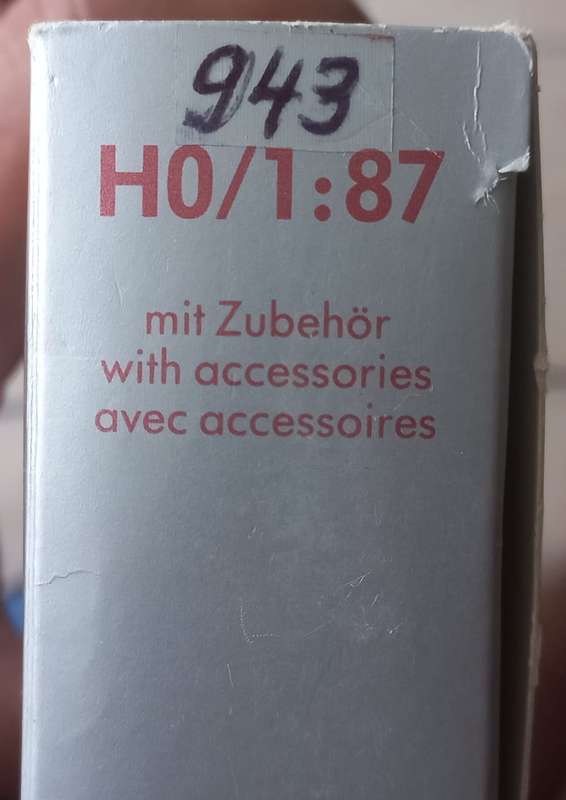 943
H0/1:87
mit Zubehör
with accessories
avec accessoires